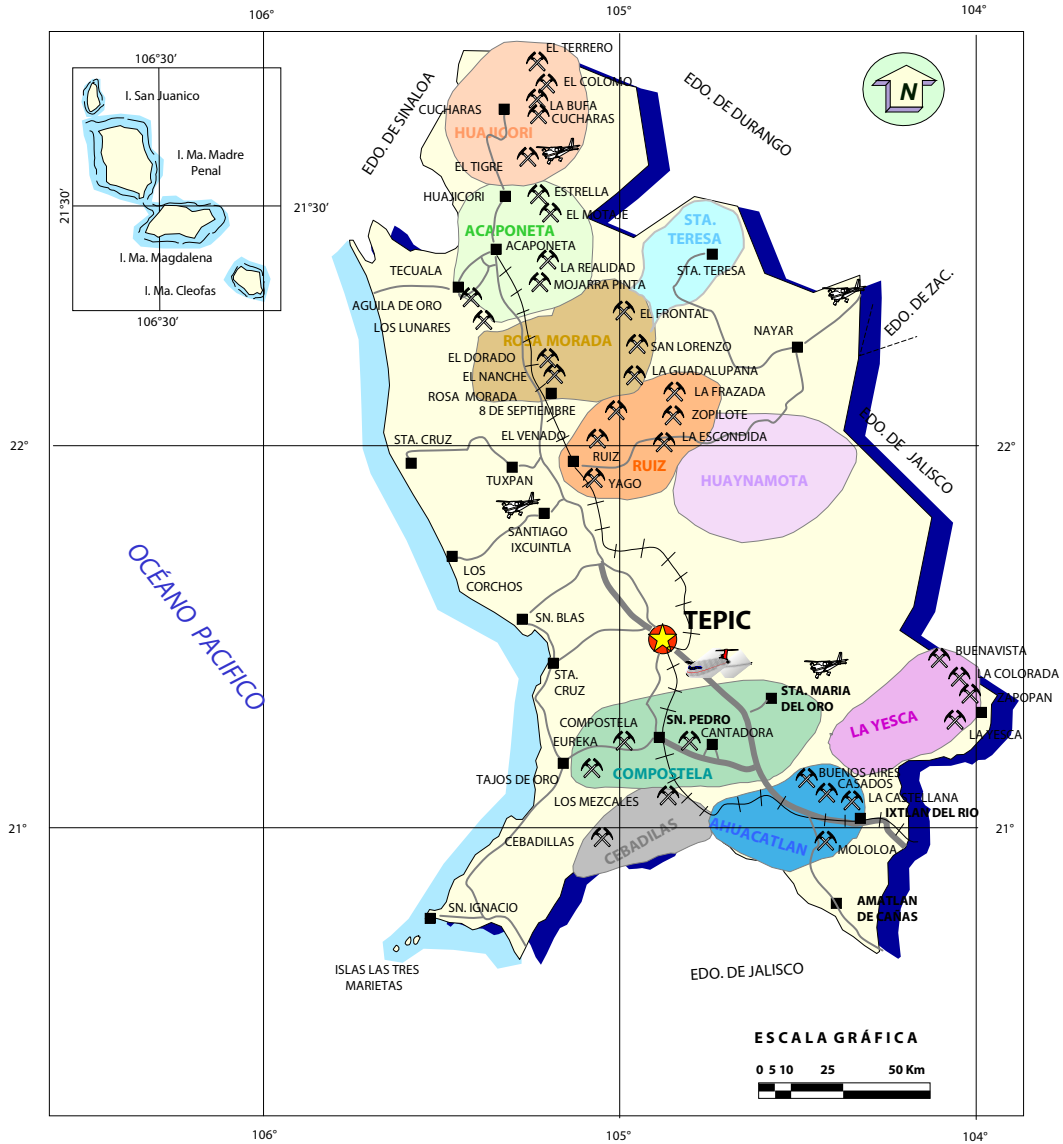 106°
105°
104°
106°30’
I. San Juanico
I. Ma. Madre
Penal
21°30’
21°30’
I. Ma. Magdalena
I. Ma. Cleofas
106°30’
N
EDO. DE SINALOA
EDO. DE DURANGO
EDO. DE ZAC.
EDO. DE JALISCO
EL TERRERO
EL COLOMO
LA BUFA
CUCHARAS
CUCHARAS
HUAJICORI
EL TIGRE
HUAJICORI
ESTRELLA
EL MOTAJE
ACAPONETA
ACAPONETA
STA.
TERESA
STA. TERESA
TECUALA
LA REALIDAD
MOJARRA PINTA
AGUILA DE ORO
LOS LUNARES
EL FRONTAL
NAYAR
ROSA MORADA
SAN LORENZO
EL DORADO
EL NANCHE
LA GUADALUPANA
ROSA MORADA
LA FRAZADA
8 DE SEPTIEMBRE
ZOPILOTE
22°
22°
STA. CRUZ
EL VENADO
LA ESCONDIDA
RUIZ
RUIZ
TUXPAN
YAGO
HUAYNAMOTA
SANTIAGO
IXCUINTLA
LOS
CORCHOS
OCÉANO PACIFICO
SN. BLAS
TEPIC
STA.
CRUZ
BUENAVISTA
LA COLORADA
ZAPOPAN
LA YESCA
LA YESCA
STA. MARIA
DEL ORO
COMPOSTELA
SN. PEDRO
CANTADORA
EUREKA
TAJOS DE ORO
COMPOSTELA
BUENOS AIRES
CASADOS
LA CASTELLANA
LOS MEZCALES
IXTLAN DEL RIO
21°
21°
CEBADILLAS
CEBADILAS
AHUACATLAN
MOLOLOA
SN. IGNACIO
AMATLAN
DE CAÑAS
ISLAS LAS TRES
MARIETAS
EDO. DE JALISCO
ESCALA GRÁFICA
0 5 10 25 50 Km
106°
105°
104°